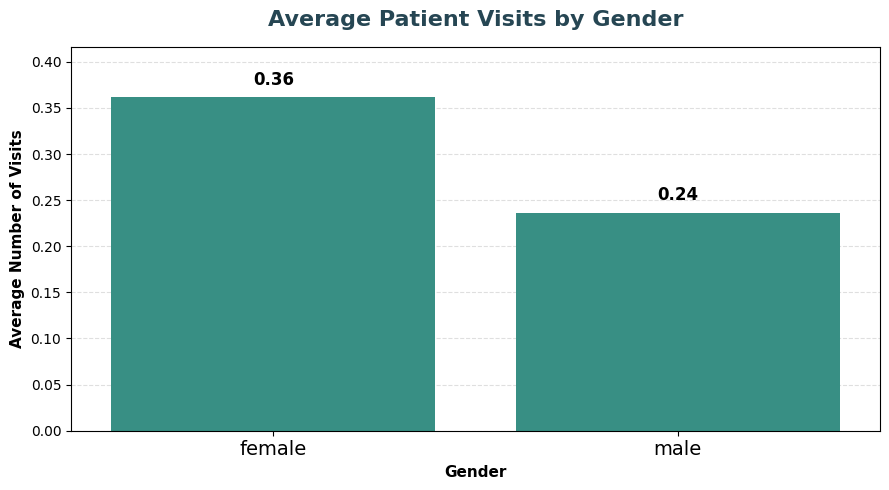 Average Patient Visits by Gender
Average Number of Visits
0.40
0.35
0.30
0.25
0.20
0.15
0.10
0.05
0.00
0.36
0.24
female
male
Gender